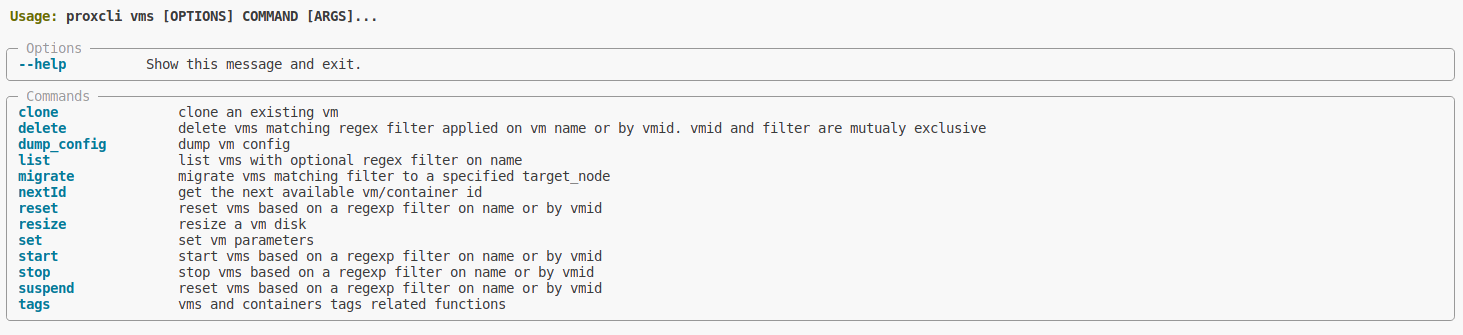 Usage: proxcli vms [OPTIONS] COMMAND [ARGS]...
Options
--help Show this message and exit.
Commands
clone clone an existing vm
delete delete vms matching regex filter applied on vm name or by vmid. vmid and filter are mutualy exclusive
dump_config dump vm config
list list vms with optional regex filter on name
migrate migrate vms matching filter to a specified target_node
nextId get the next available vm/container id
reset reset vms based on a regexp filter on name or by vmid
resize resize a vm disk
set set vm parameters
start start vms based on a regexp filter on name or by vmid
stop stop vms based on a regexp filter on name or by vmid
suspend reset vms based on a regexp filter on name or by vmid
tags vms and containers tags related functions